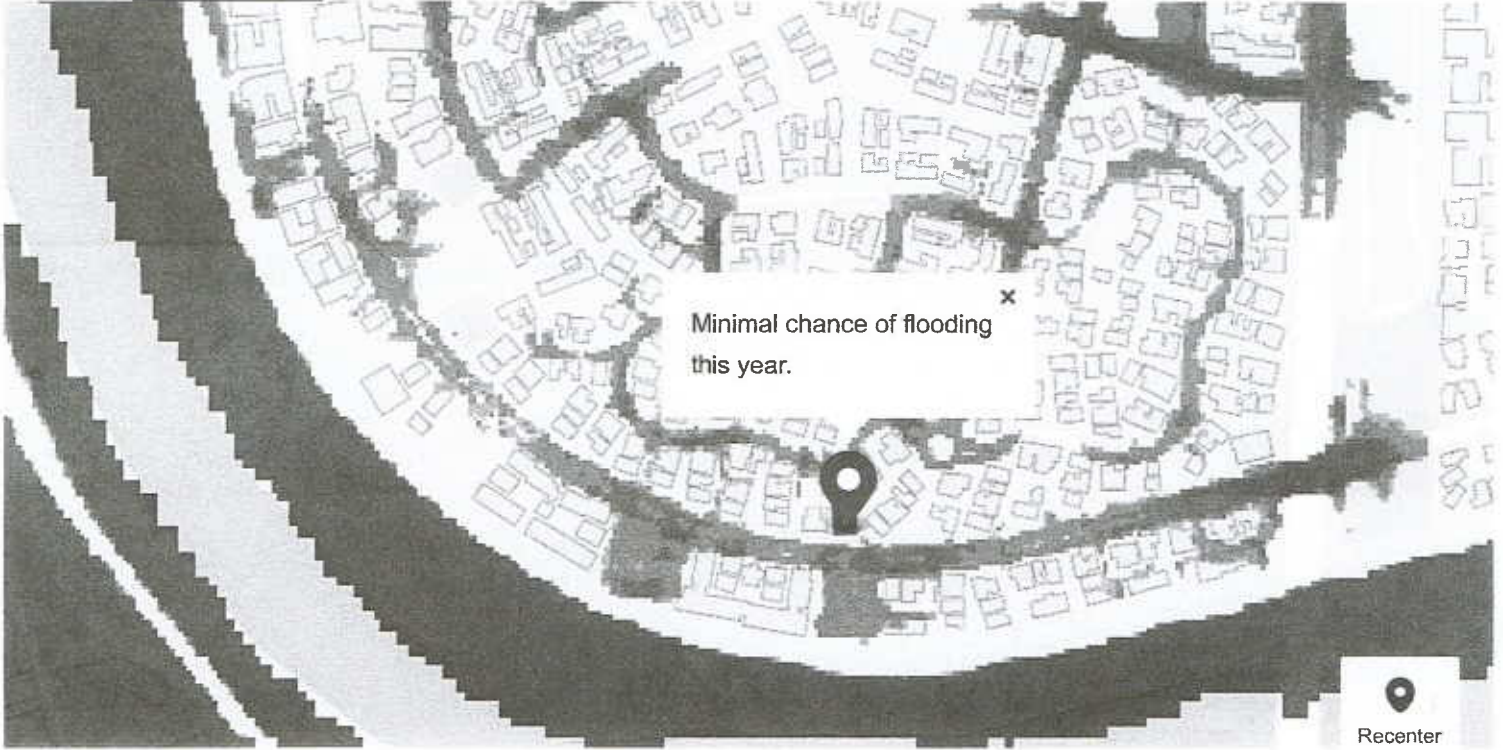 ×
Minimal chance of flooding
this year.
Recenter